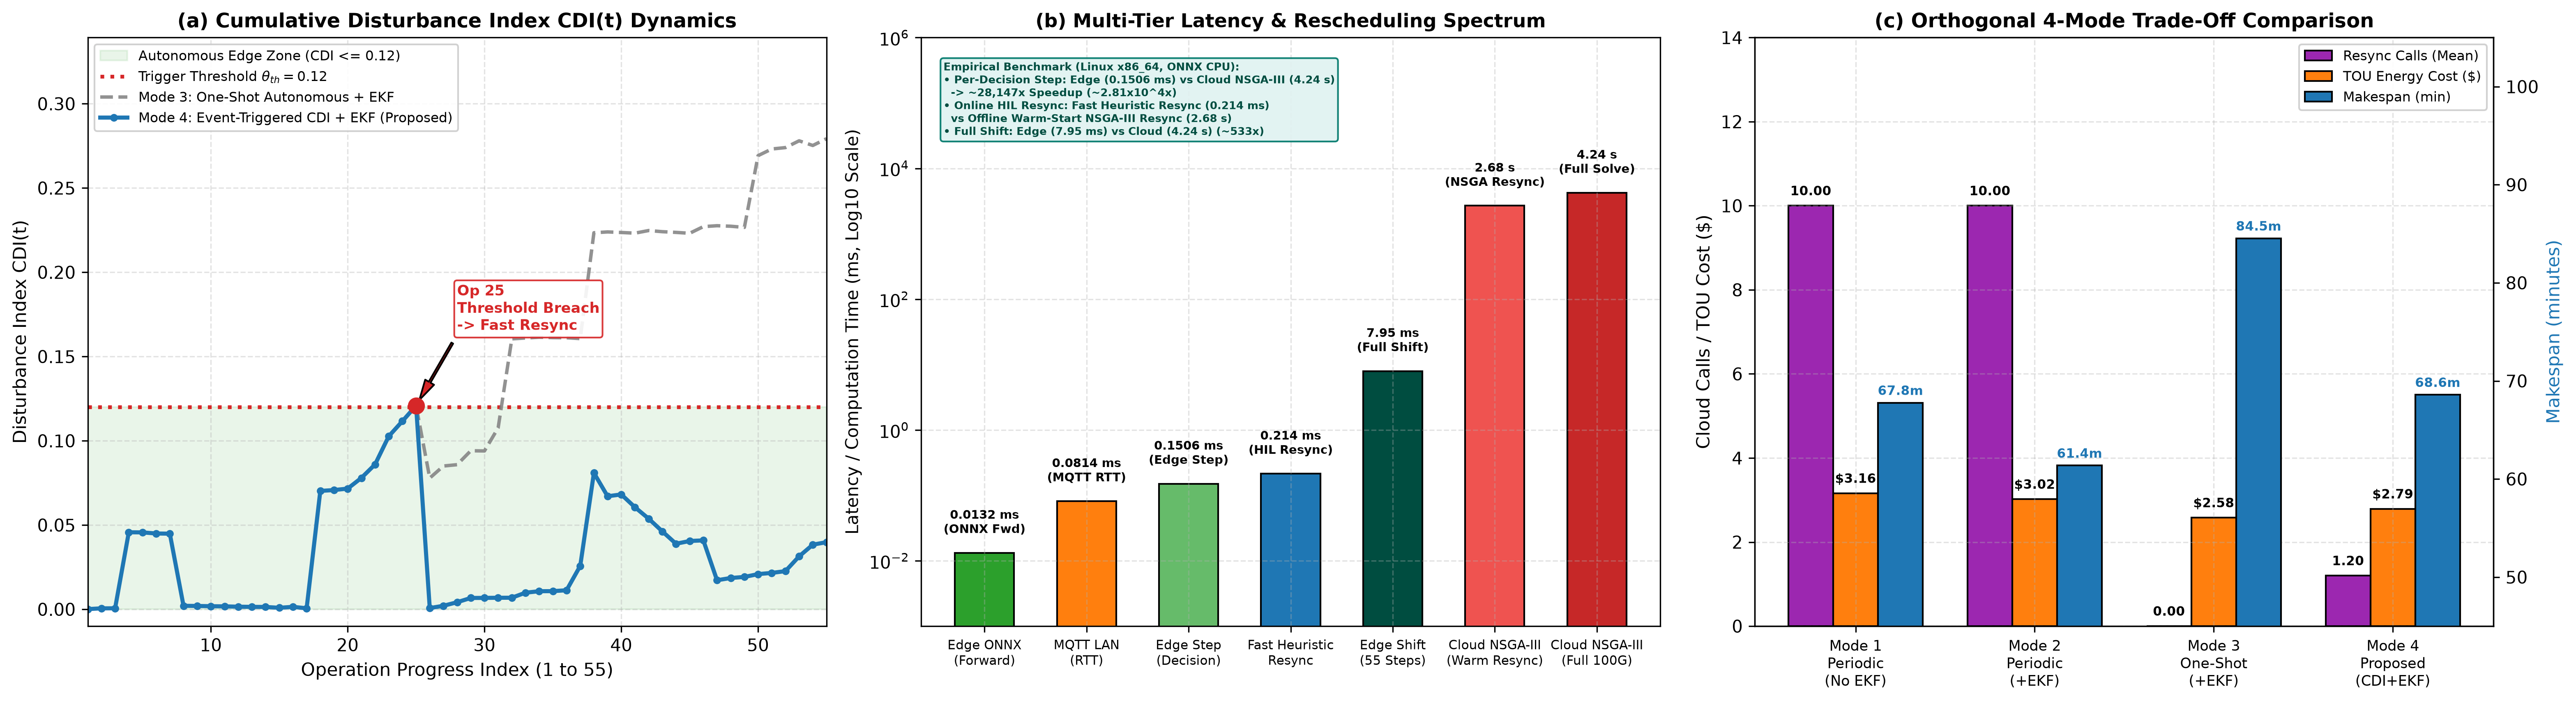 (a) Cumulative Disturbance Index CDI(t) Dynamics
Autonomous Edge Zone (CDI <= 0.12)
Trigger Threshold θth = 0.12
Mode 3: One-Shot Autonomous + EKF
Mode 4: Event-Triggered CDI + EKF (Proposed)
Disturbance Index CDI(t)
0.30
0.25
0.20
0.15
0.10
0.05
0.00
Op 25
Threshold Breach
-> Fast Resync
10
20
30
40
50
Operation Progress Index (1 to 55)
(b) Multi-Tier Latency & Rescheduling Spectrum
Latency / Computation Time (ms, Log10 Scale)
10^6
10^4
10^2
10^0
10^−2
Empirical Benchmark (Linux x86_64, ONNX CPU):
• Per-Decision Step: Edge (0.1506 ms) vs Cloud NSGA-III (4.24 s)
-> ~28,147x Speedup (~2.81x10^4x)
• Online HIL Resync: Fast Heuristic Resync (0.214 ms)
vs Offline Warm-Start NSGA-III Resync (2.68 s)
• Full Shift: Edge (7.95 ms) vs Cloud (4.24 s) (~533x)
0.0132 ms
(ONNX Fwd)
0.0814 ms
(MQTT RTT)
0.1506 ms
(Edge Step)
0.214 ms
(HIL Resync)
7.95 ms
(Full Shift)
2.68 s
(NSGA Resync)
4.24 s
(Full Solve)
Edge ONNX
(Forward)
MQTT LAN
(RTT)
Edge Step
(Decision)
Fast Heuristic
Resync
Edge Shift
(55 Steps)
Cloud NSGA-III
(Warm Resync)
Cloud NSGA-III
(Full 100G)
(c) Orthogonal 4-Mode Trade-Off Comparison
Resync Calls (Mean)
TOU Energy Cost ($)
Makespan (min)
Cloud Calls / TOU Cost ($)
14
12
10
8
6
4
2
0
10.00
$3.16
67.8m
10.00
$3.02
61.4m
0.00
$2.58
84.5m
1.20
$2.79
68.6m
100
90
80
70
60
50
Makespan (minutes)
Mode 1
Periodic
(No EKF)
Mode 2
Periodic
(+EKF)
Mode 3
One-Shot
(+EKF)
Mode 4
Proposed
(CDI+EKF)